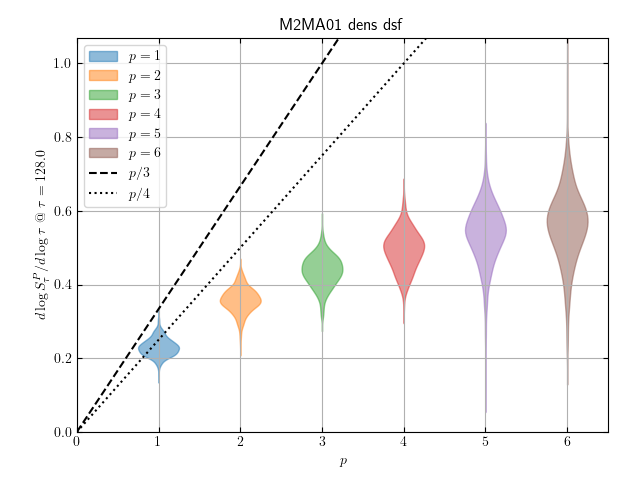 M2MA01 dens dsf
p = 1
p = 2
p = 3
p = 4
p = 5
p = 6
p/3
p/4
d log S_τ^P / d log τ @ τ = 128.0
1.0
0.8
0.6
0.4
0.2
0.0
0 1 2 3 4 5 6
p